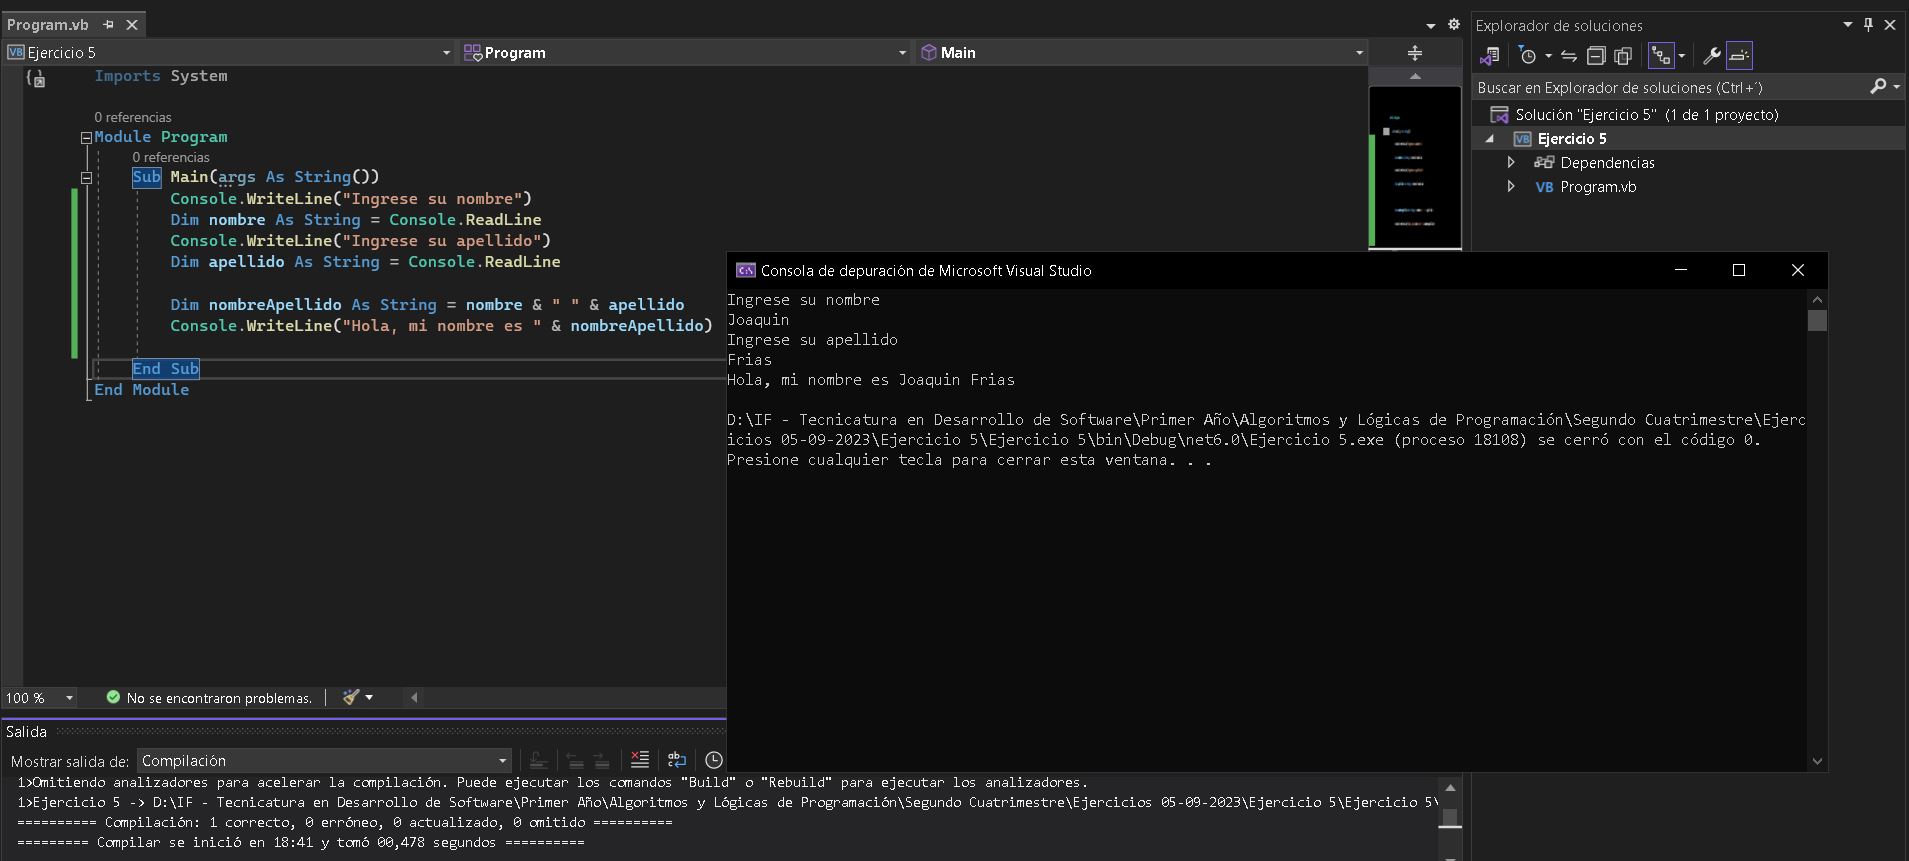 Program.vb
Ejercicio 5 Program Main
Imports System
0 referencias
Module Program
0 referencias
Sub Main(args As String())
Console.WriteLine("Ingrese su nombre")
Dim nombre As String = Console.ReadLine
Console.WriteLine("Ingrese su apellido")
Dim apellido As String = Console.ReadLine
Dim nombreApellido As String = nombre & " " & apellido
Console.WriteLine("Hola, mi nombre es " & nombreApellido)
End Sub
End Module
100 % No se encontraron problemas.
Salida
Mostrar salida de: Compilación
1>Omitiendo analizadores para acelerar la compilación. Puede ejecutar los comandos "Build" o "Rebuild" para ejecutar los analizadores.
1>Ejercicio 5 -> D:\IF - Tecnicatura en Desarrollo de Software\Primer Año\Algoritmos y Lógicas de Programación\Segundo Cuatrimestre\Ejercicios 05-09-2023\Ejercicio 5\Ejercicio 5\
========== Compilación: 1 correcto, 0 erróneo, 0 actualizado, 0 omitido ==========
========= Compilar se inició en 18:41 y tomó 00,478 segundos ==========
Consola de depuración de Microsoft Visual Studio
Ingrese su nombre
Joaquin
Ingrese su apellido
Frias
Hola, mi nombre es Joaquin Frias
D:\IF - Tecnicatura en Desarrollo de Software\Primer Año\Algoritmos y Lógicas de Programación\Segundo Cuatrimestre\Ejerc
icios 05-09-2023\Ejercicio 5\Ejercicio 5\bin\Debug\net6.0\Ejercicio 5.exe (proceso 18108) se cerró con el código 0.
Presione cualquier tecla para cerrar esta ventana. . .
Explorador de soluciones
Buscar en Explorador de soluciones (Ctrl+´)
Solución "Ejercicio 5" (1 de 1 proyecto)
VB Ejercicio 5
Dependencias
VB Program.vb